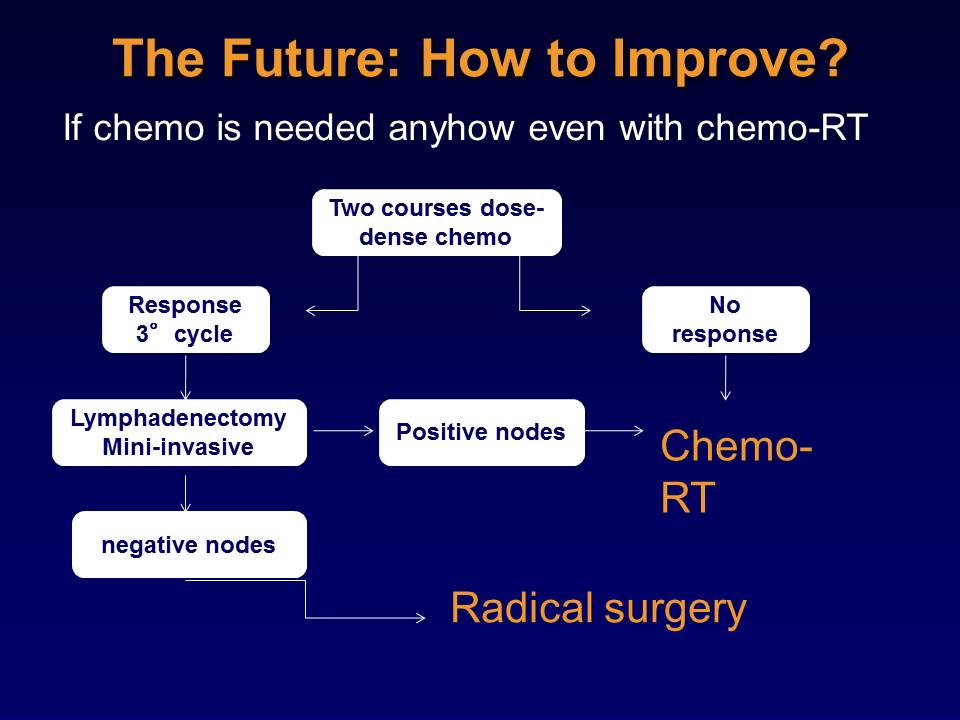 The Future: How to Improve?
If chemo is needed anyhow even with chemo-RT
Two courses dose-
dense chemo
Response
3° cycle
No
response
Lymphadenectomy
Mini-invasive
Positive nodes
Chemo-
RT
negative nodes
Radical surgery